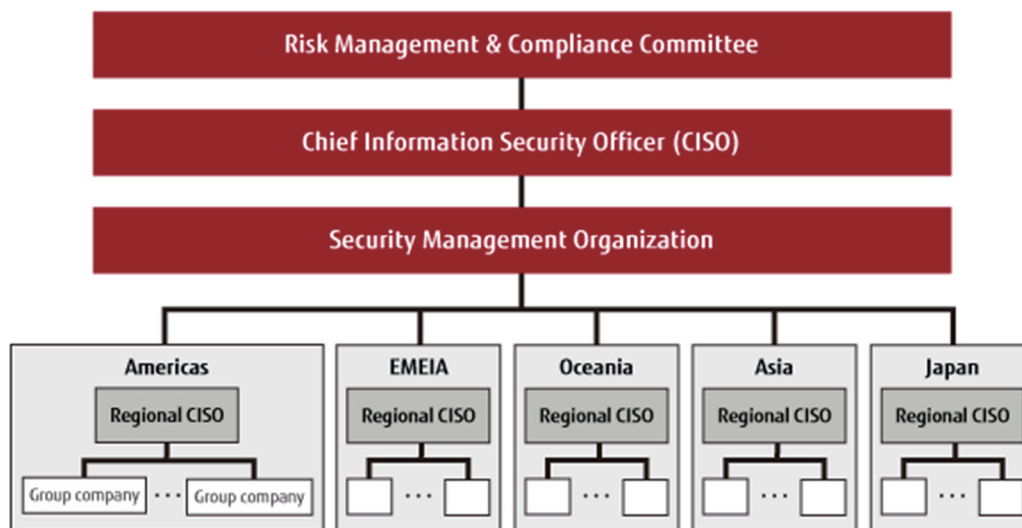 Risk Management & Compliance Committee
Chief Information Security Officer (CISO)
Security Management Organization
Americas
EMEIA
Oceania
Asia
Japan
Regional CISO
Regional CISO
Regional CISO
Regional CISO
Regional CISO
Group company ··· Group company
···
···
···
···